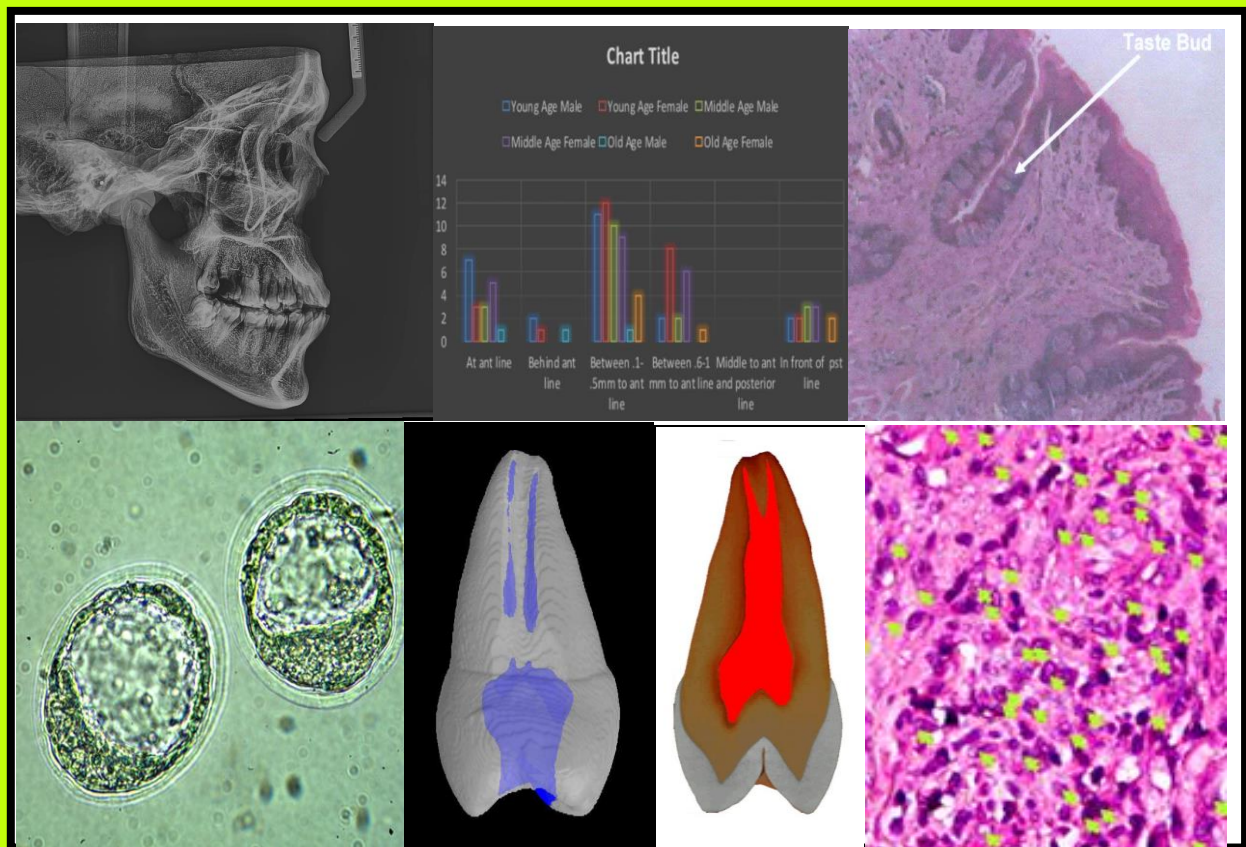 Chart Title
Young Age Male Young Age Female Middle Age Male
Middle Age Female Old Age Male Old Age Female
14
12
10
8
6
4
2
0
At ant line
Behind ant
line
Between .1-
.5mm to ant
line
Between .6-1
mm to ant line
Middle to ant
and posterior
line
In front of pst
line
Taste Bud